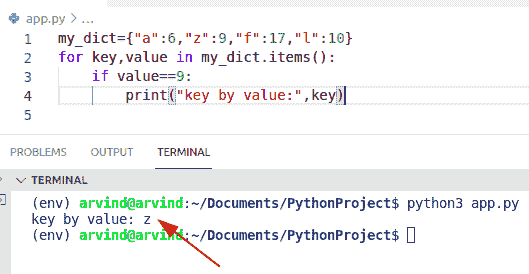 app.py > ...
1 my_dict={"a":6,"z":9,"f":17,"l":10}
2 for key,value in my_dict.items():
3     if value==9:
4         print("key by value:",key)
5
PROBLEMS OUTPUT TERMINAL
TERMINAL
(env) arvind@arvind:~/Documents/PythonProject$ python3 app.py
key by value: z
(env) arvind@arvind:~/Documents/PythonProject$